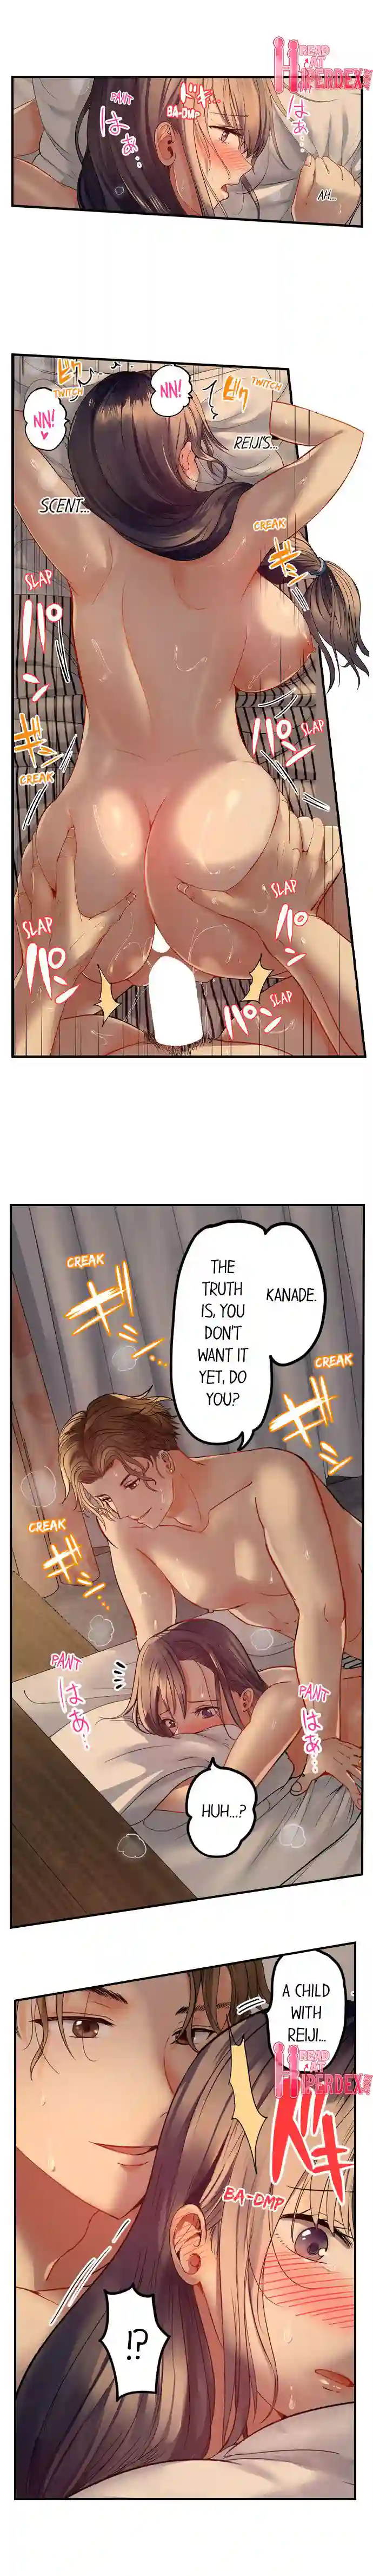 READ
AT
HIPERDEX
PANT
はぁ…
ドキ…
BA-DMP
はぁ…
AH...
ビクッ
TWITCH
NN!
ビクッ
TWITCH
NN!
REIJI'S...
SCENT...
CREAK
ギシ
SLAP
パン
パン
SLAP
ギシ
CREAK
SLAP
パン
SLAP
パン
パン
SLAP
KANADE.
THE
TRUTH
IS, YOU
DON'T
WANT IT
YET, DO
YOU?
CREAK
ギシ…
CREAK
ギシ…
CREAK
ギシ…
PANT
はぁ…
PANT
はぁ…
HUH...?
A CHILD
WITH
REIJI...
READ
AT
HIPERDEX
ドキ
BA-DMP
!?